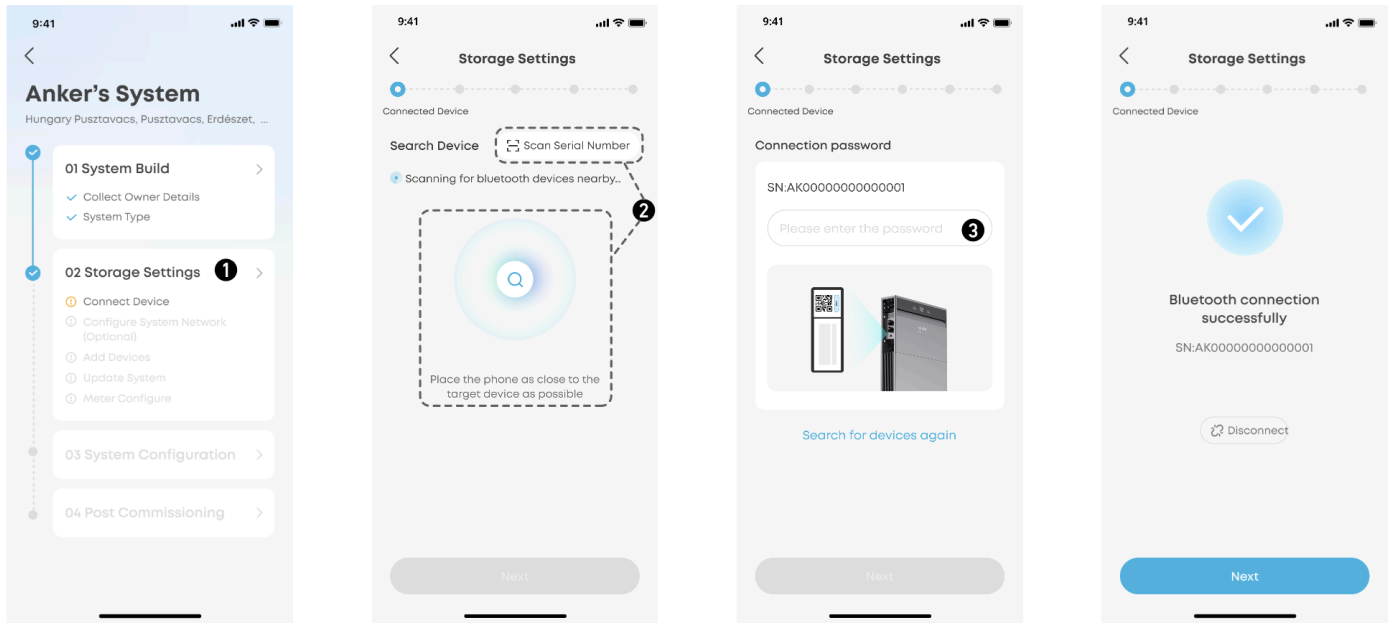 9:41
Anker's System
Hungary Pusztavacs, Pusztavacs, Erdészet, ...
01 System Build
Collect Owner Details
System Type
02 Storage Settings
1
Connect Device
Configure System Network
(Optional)
Add Devices
Update System
Meter Configure
03 System Configuration
04 Post Commissioning
9:41
Storage Settings
Connected Device
Search Device
Scan Serial Number
Scanning for bluetooth devices nearby..
2
Place the phone as close to the
target device as possible
Next
9:41
Storage Settings
Connected Device
Connection password
SN:AK00000000000001
Please enter the password
3
Search for devices again
Next
9:41
Storage Settings
Connected Device
Bluetooth connection
successfully
SN:AK00000000000001
Disconnect
Next